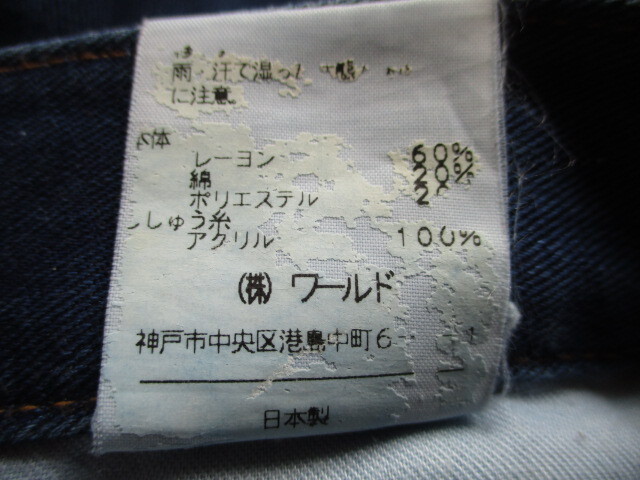 雨・汗で湿っ
に注意
体
レーヨン 60%
綿 20%
ポリエステル 2
ししゅう糸
アクリル 100%
(株) ワールド
神戸市中央区港島中町6-
日本製